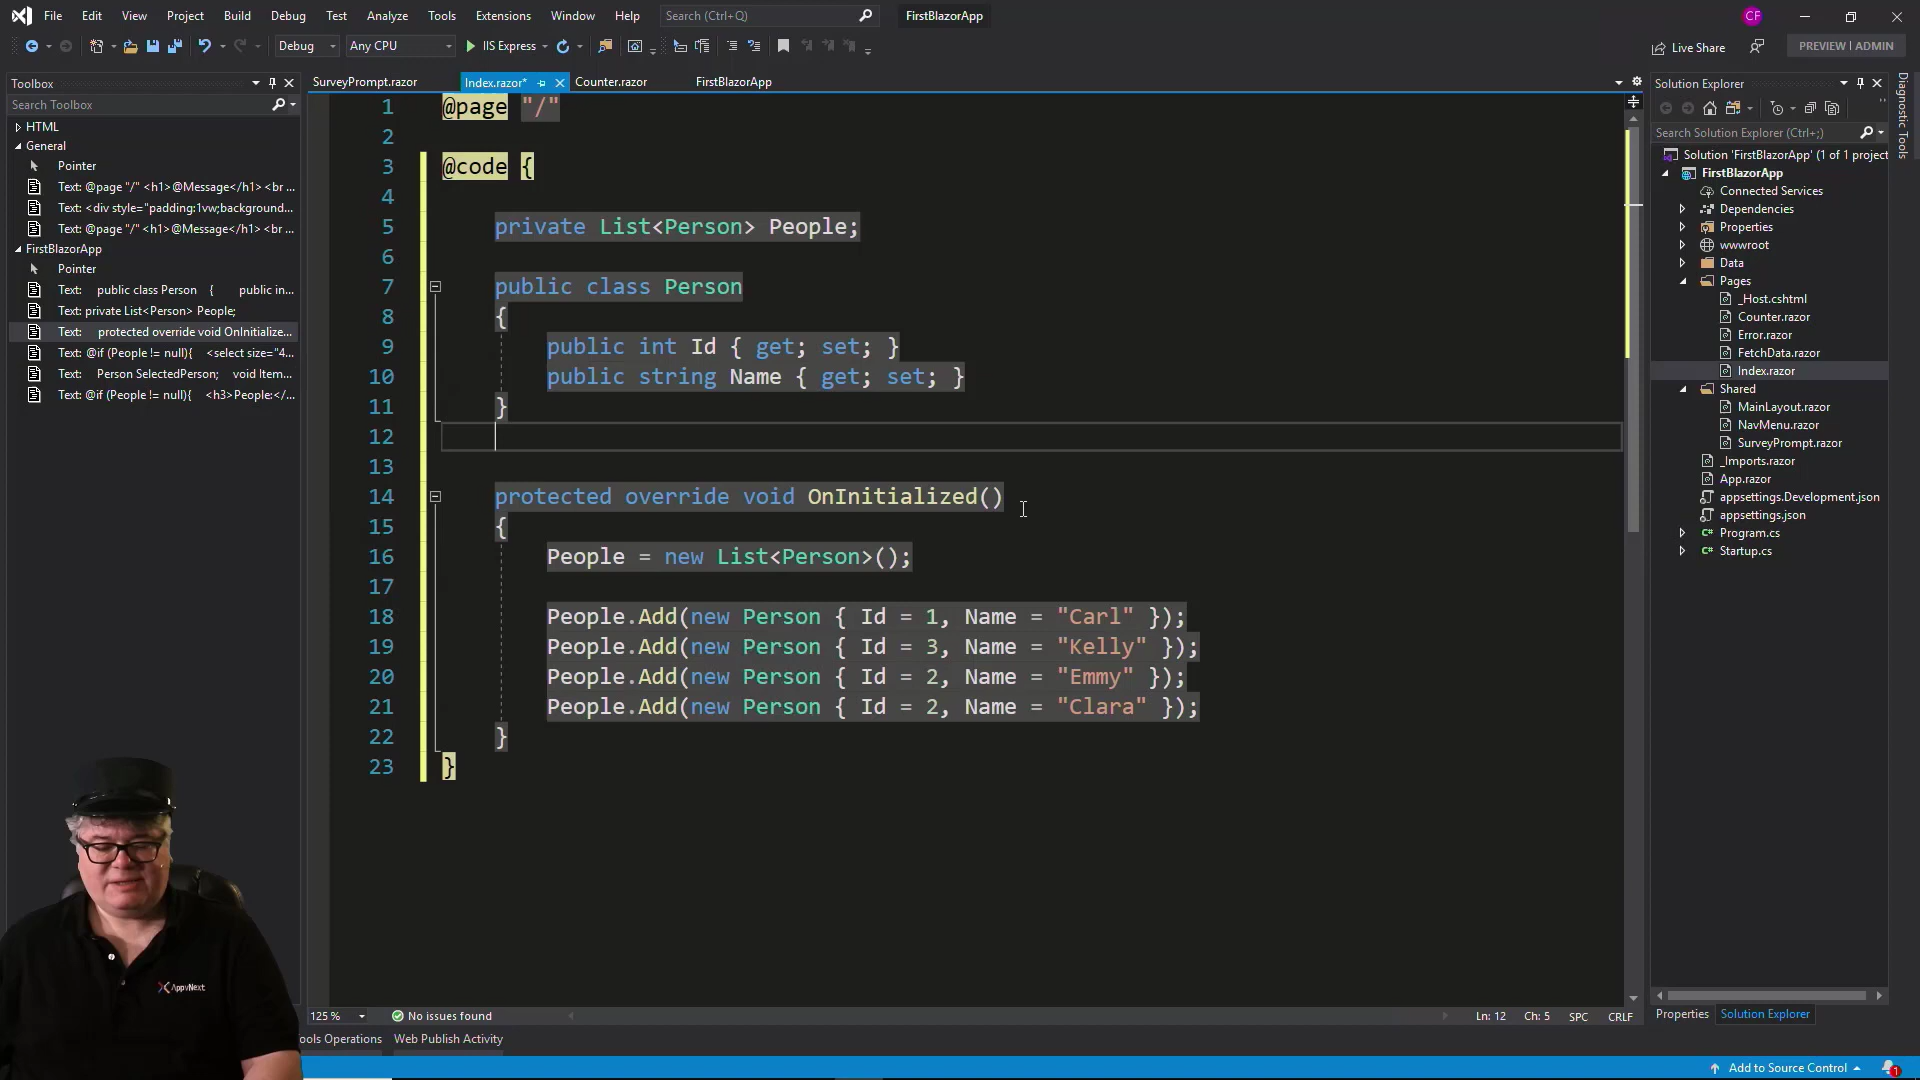 File Edit View Project Build Debug Test Analyze Tools Extensions Window Help Search (Ctrl+Q) FirstBlazorApp CF
Debug Any CPU IIS Express Live Share PREVIEW | ADMIN
Toolbox
Search Toolbox
HTML
General
Pointer
Text: @page "/" <h1>@Message</h1> <br ...
Text: <div style="padding:1vw;background...
Text: @page "/" <h1>@Message</h1> <br ...
FirstBlazorApp
Pointer
Text: public class Person { public in...
Text: private List<Person> People;
Text: protected override void OnInitialize...
Text: @if (People != null){ <select size="4...
Text: Person SelectedPerson; void Item...
Text: @if (People != null){ <h3>People:</...
SurveyPrompt.razor Index.razor* Counter.razor FirstBlazorApp
1 @page "/"
2
3 @code {
4
5 private List<Person> People;
6
7 public class Person
8 {
9 public int Id { get; set; }
10 public string Name { get; set; }
11 }
12
13
14 protected override void OnInitialized()
15 {
16 People = new List<Person>();
17
18 People.Add(new Person { Id = 1, Name = "Carl" });
19 People.Add(new Person { Id = 3, Name = "Kelly" });
20 People.Add(new Person { Id = 2, Name = "Emmy" });
21 People.Add(new Person { Id = 2, Name = "Clara" });
22 }
23 }
Solution Explorer
Search Solution Explorer (Ctrl+;)
Solution 'FirstBlazorApp' (1 of 1 project
FirstBlazorApp
Connected Services
Dependencies
Properties
wwwroot
Data
Pages
_Host.cshtml
Counter.razor
Error.razor
FetchData.razor
Index.razor
Shared
MainLayout.razor
NavMenu.razor
SurveyPrompt.razor
_Imports.razor
App.razor
appsettings.Development.json
appsettings.json
C# Program.cs
C# Startup.cs
Diagnostic Tools
AppvNext
125 % No issues found Ln: 12 Ch: 5 SPC CRLF
Properties Solution Explorer
ools Operations Web Publish Activity
Add to Source Control 1